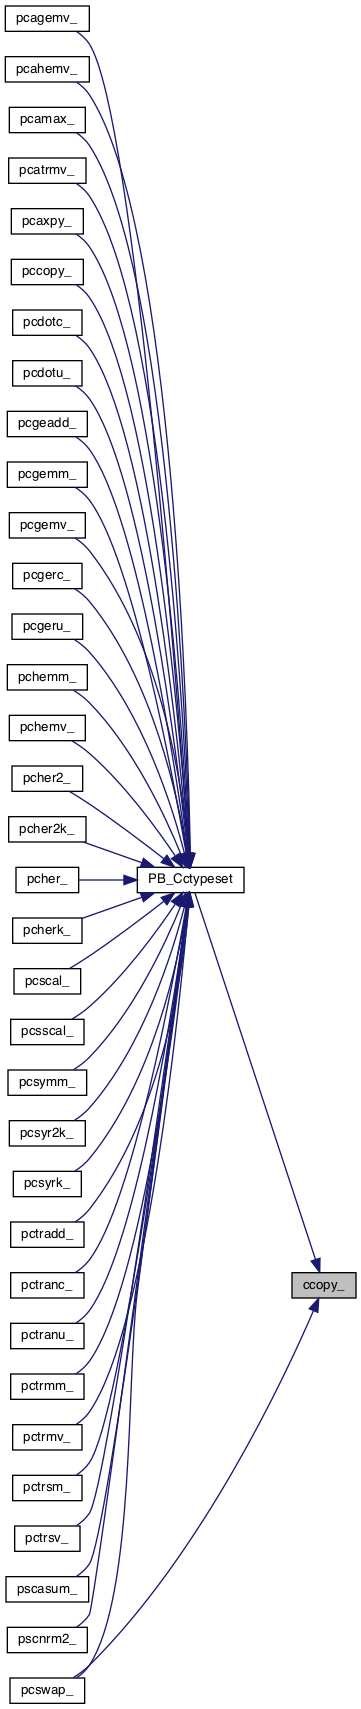 pcagemv_
pcahemv_
pcamax_
pcatrmv_
pcaxpy_
pccopy_
pcdotc_
pcdotu_
pcgeadd_
pcgemm_
pcgemv_
pcgerc_
pcgeru_
pchemm_
pchemv_
pcher2_
pcher2k_
pcher_
PB_Cctypeset
pcherk_
pcscal_
pcsscal_
pcsymm_
pcsyr2k_
pcsyrk_
pctradd_
pctranc_
ccopy_
pctranu_
pctrmm_
pctrmv_
pctrsm_
pctrsv_
pscasum_
pscnrm2_
pcswap_